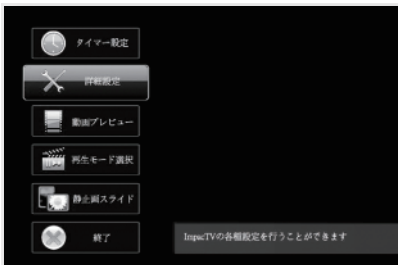 タイマー設定
詳細設定
動画プレビュー
再生モード選択
静止画スライド
終了
ImpacTVの各種設定を行うことができます